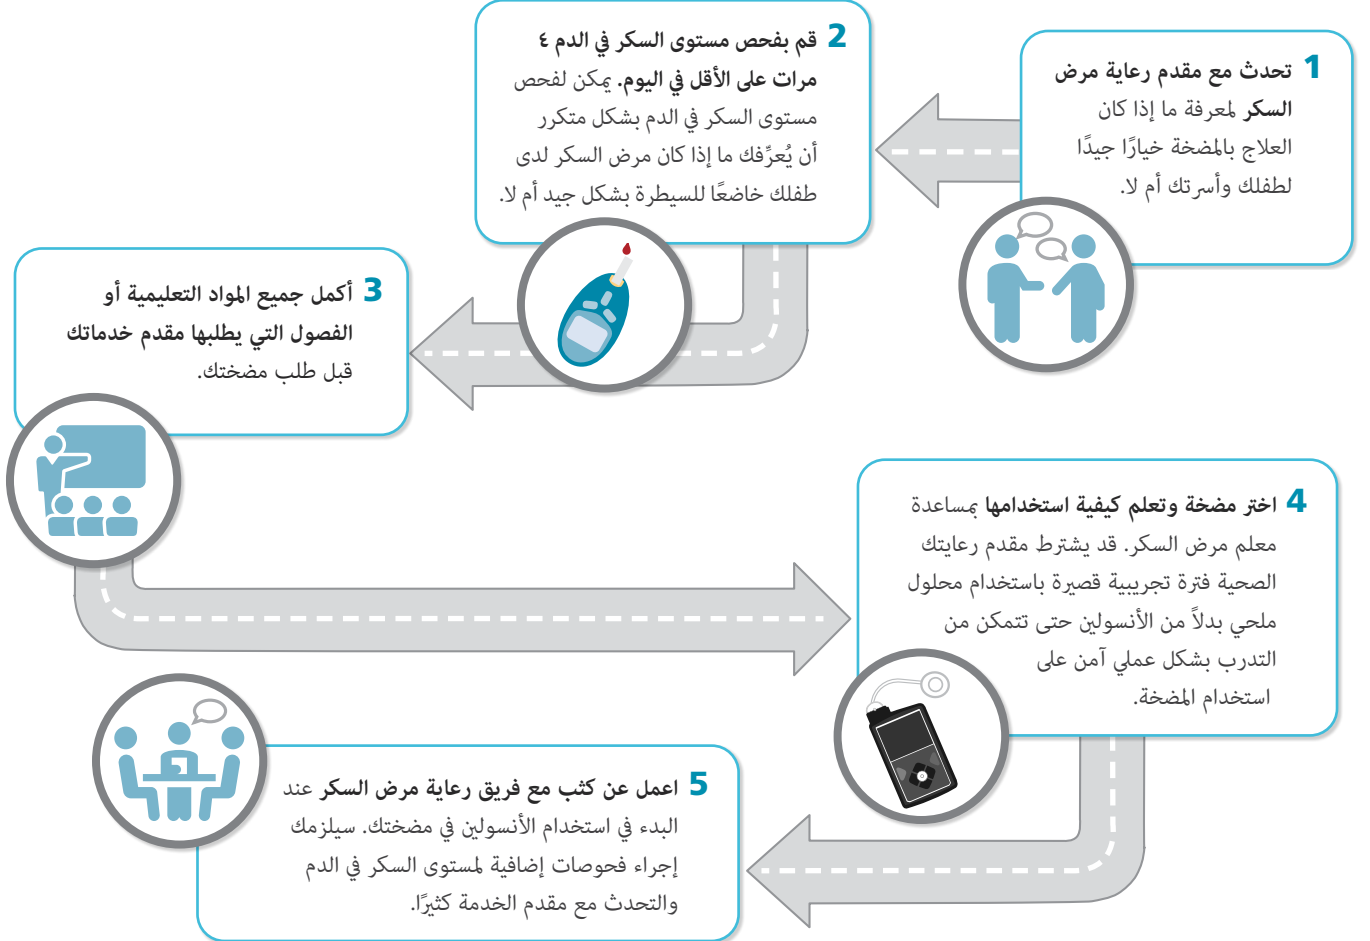 1 تحدث مع مقدم رعاية مرض
السكر لمعرفة ما إذا كان
العلاج بالمضخة خيارًا جيدًا
لطفلك وأسرتك أم لا.
2 قم بفحص مستوى السكر في الدم ٤
مرات على الأقل في اليوم. يمكن لفحص
مستوى السكر في الدم بشكل متكرر
أن يُعرِّفك ما إذا كان مرض السكر لدى
طفلك خاضعًا للسيطرة بشكل جيد أم لا.
3 أكمل جميع المواد التعليمية أو
الفصول التي يطلبها مقدم خدماتك
قبل طلب مضختك.
4 اختر مضخة وتعلم كيفية استخدامها بمساعدة
معلم مرض السكر. قد يشترط مقدم رعايتك
الصحية فترة تجريبية قصيرة باستخدام محلول
ملحي بدلاً من الأنسولين حتى تتمكن من
التدرب بشكل عملي آمن على
استخدام المضخة.
5 اعمل عن كثب مع فريق رعاية مرض السكر عند
البدء في استخدام الأنسولين في مضختك. سيلزمك
إجراء فحوصات إضافية لمستوى السكر في الدم
والتحدث مع مقدم الخدمة كثيرًا.